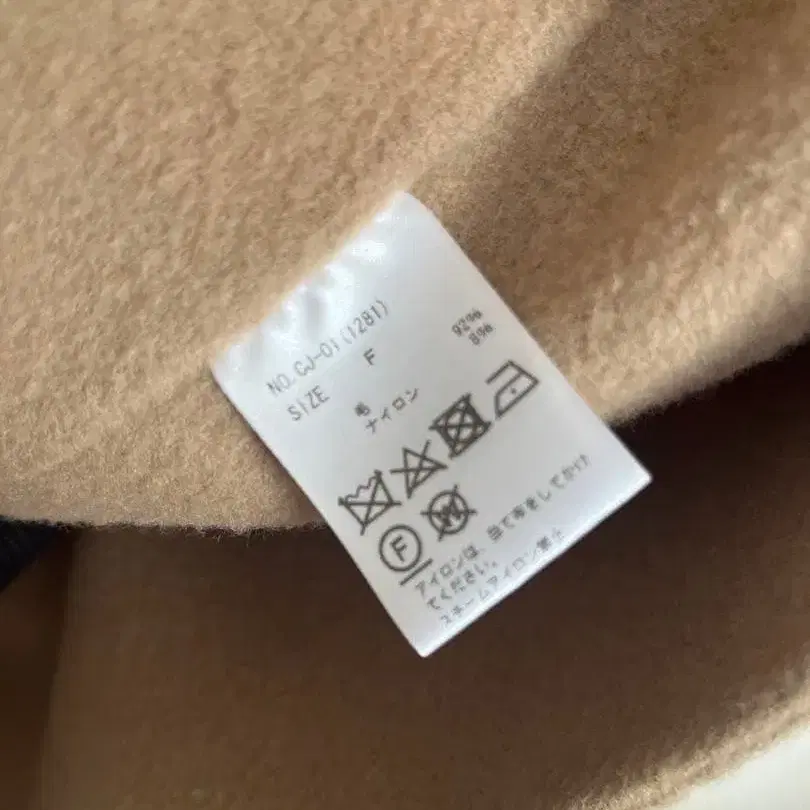 NO.CJ-01(1281)
SIZE F
毛 92%
ナイロン 8%
F W
アイロンは、当て布をしてかけ
てください。
スチームアイロン禁止